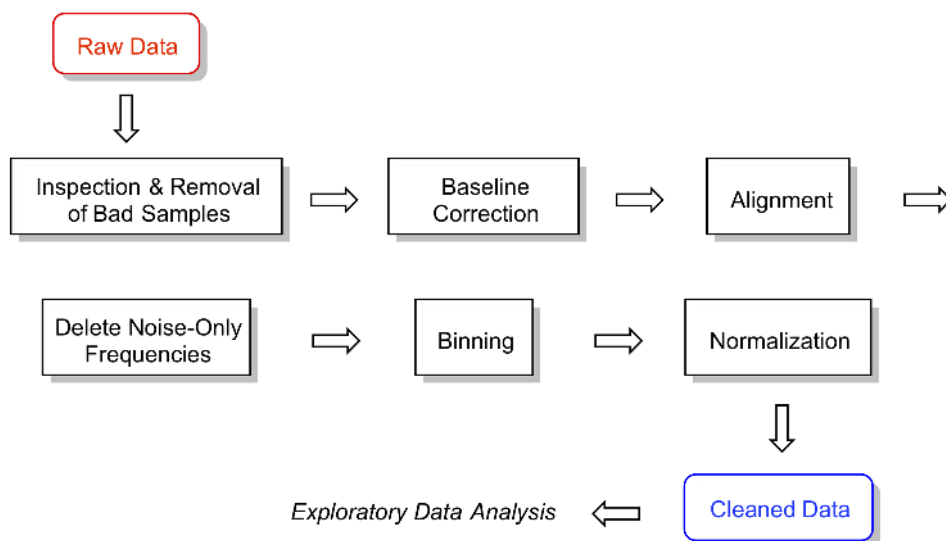 Raw Data
Inspection & Removal
of Bad Samples
Baseline
Correction
Alignment
Delete Noise-Only
Frequencies
Binning
Normalization
Exploratory Data Analysis
Cleaned Data